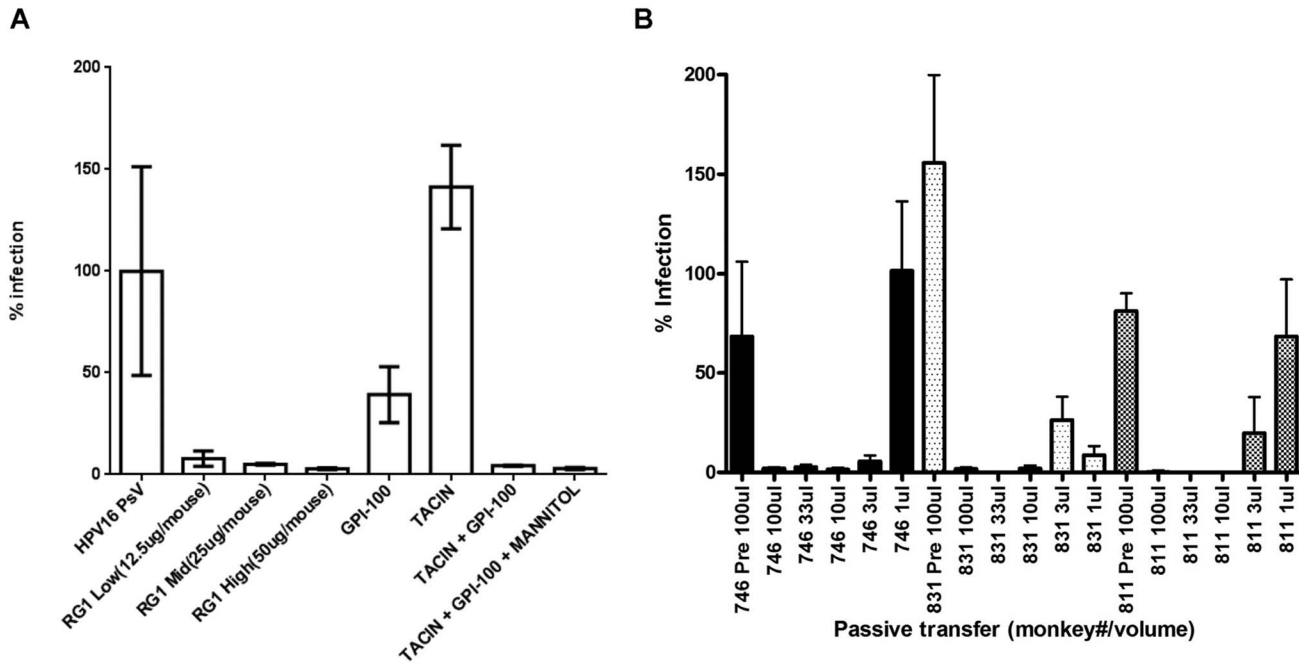 A
% infection
200
150
100
50
0
HPV16 PsV
RG1 Low(12.5ug/mouse)
RG1 Mid(25ug/mouse)
RG1 High(50ug/mouse)
GPI-100
TACIN
TACIN + GPI-100
TACIN + GPI-100 + MANNITOL
B
% Infection
200
150
100
50
0
746 Pre 100ul
746 100ul
746 33ul
746 10ul
746 3ul
746 1ul
831 Pre 100ul
831 100ul
831 33ul
831 10ul
831 3ul
831 1ul
811 Pre 100ul
811 100ul
811 33ul
811 10ul
811 3ul
811 1ul
Passive transfer (monkey#/volume)